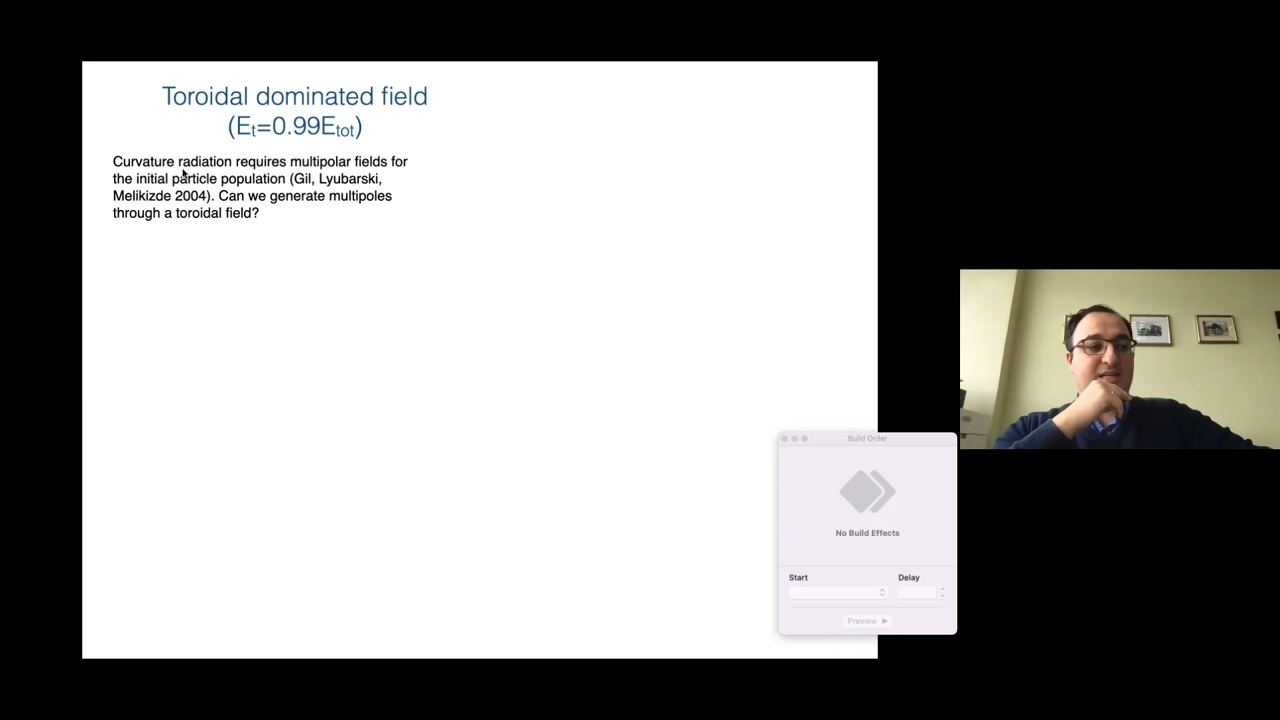 Toroidal dominated field
(Et=0.99Etot)
Curvature radiation requires multipolar fields for
the initial particle population (Gil, Lyubarski,
Melikizde 2004). Can we generate multipoles
through a toroidal field?
Build Order
No Build Effects
Start Delay
Preview